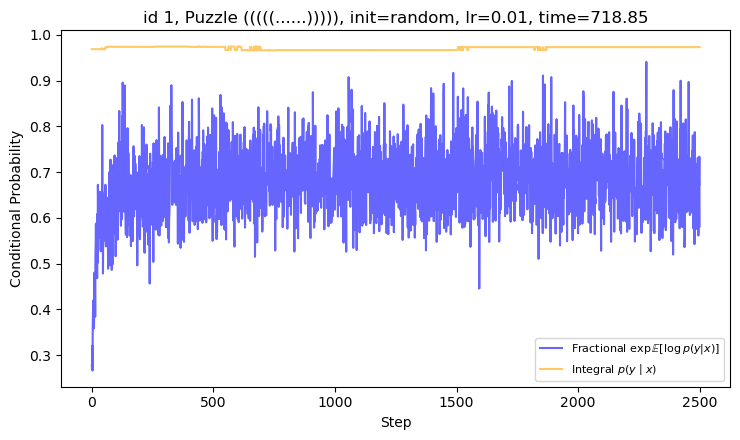 id 1, Puzzle (((((......))))), init=random, lr=0.01, time=718.85
Conditional Probability
1.0
0.9
0.8
0.7
0.6
0.5
0.4
0.3
0
500
1000
1500
2000
2500
Step
Fractional exp𝔼[log p(y|x)]
Integral p(y | x)